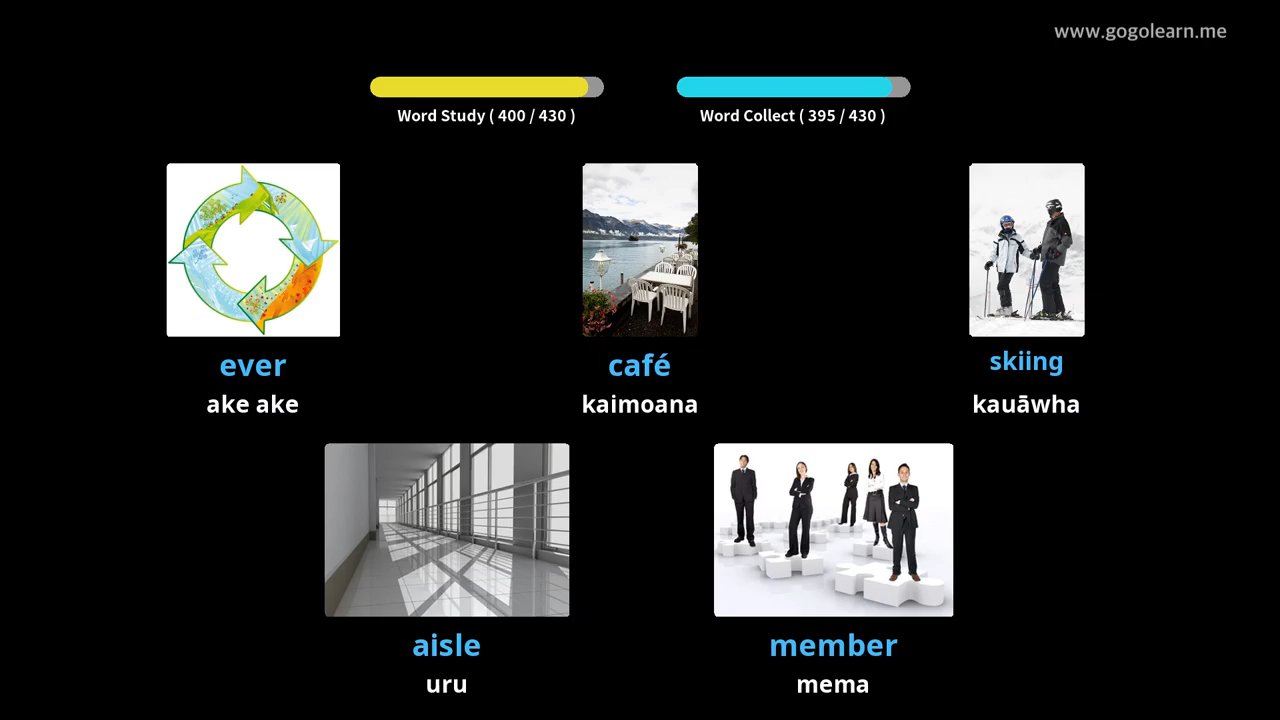 www.gogolearn.me
Word Study ( 400 / 430 )
Word Collect ( 395 / 430 )
ever
ake ake
café
kaimoana
skiing
kauāwha
aisle
uru
member
mema